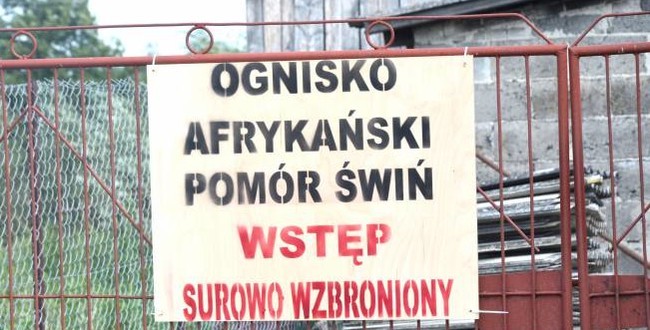 OGNISKO
AFRYKAŃSKI
POMÓR ŚWIŃ
WSTĘP
SUROWO WZBRONIONY